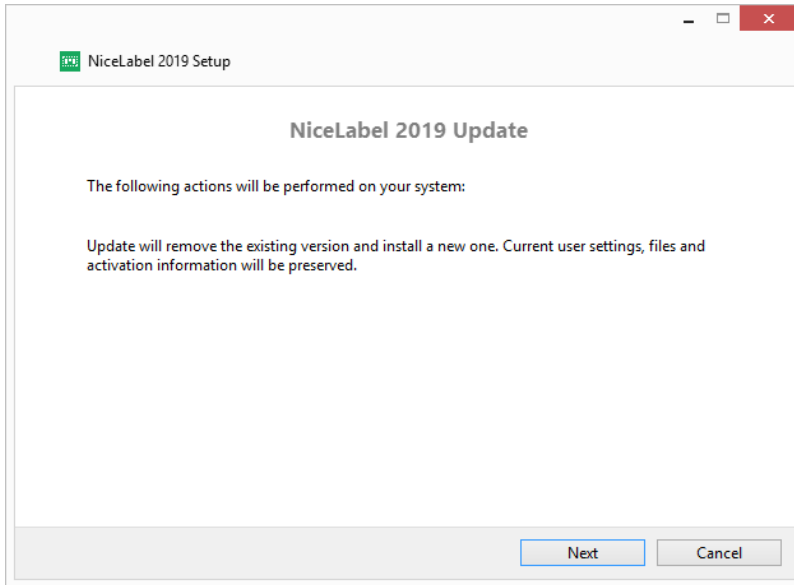 NiceLabel 2019 Setup
NiceLabel 2019 Update
The following actions will be performed on your system:
Update will remove the existing version and install a new one. Current user settings, files and
activation information will be preserved.
Next
Cancel